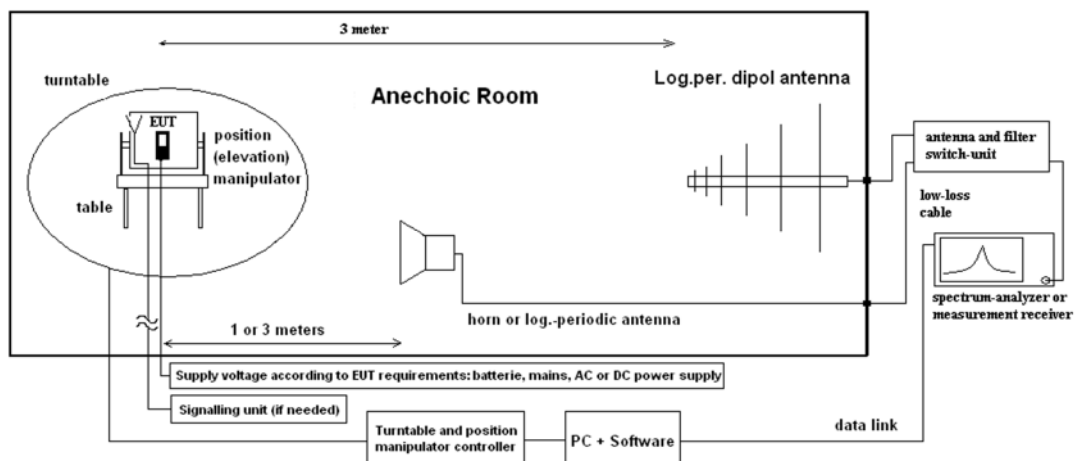 3 meter
turntable
Log.per. dipol antenna
Anechoic Room
EUT
position
(elevation)
manipulator
table
antenna and filter
switch-unit
low-loss
cable
spectrum-analyzer or
measurement receiver
horn or log.-periodic antenna
1 or 3 meters
Supply voltage according to EUT requirements: batterie, mains, AC or DC power supply
Signalling unit (if needed)
Turntable and position
manipulator controller
PC + Software
data link